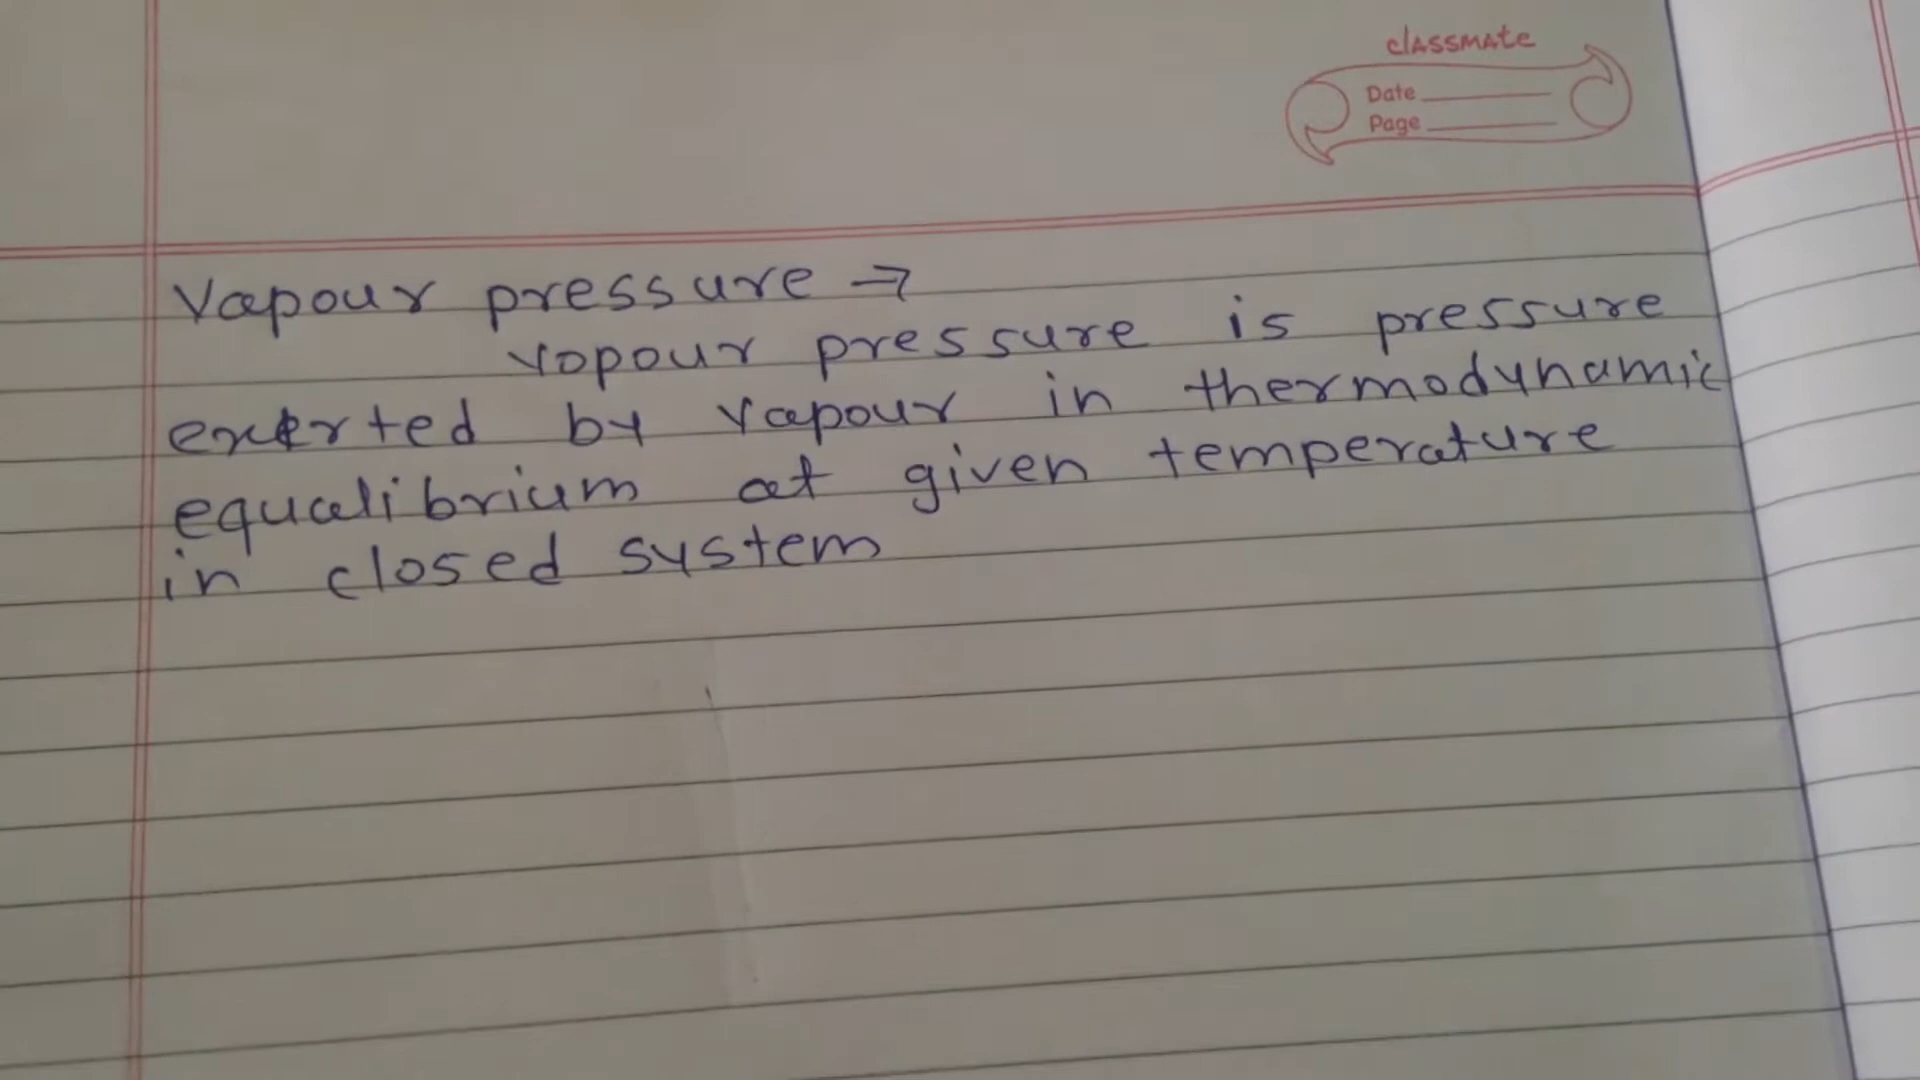 classmate
Date
Page
Vapour pressure →
Vopour pressure is pressure
exerted by vapour in thermodynamic
equalibrium at given temperature
in closed system